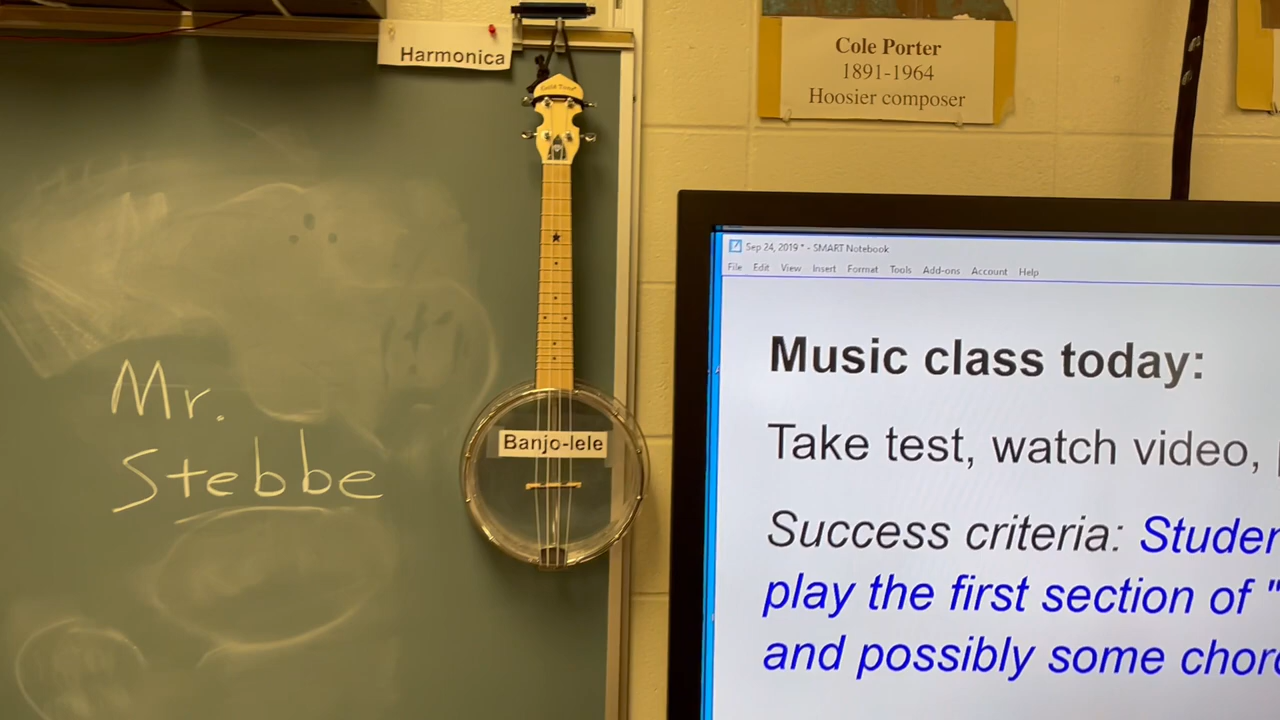 Harmonica
Cole Porter
1891-1964
Hoosier composer
Mr.
Stebbe
Banjo-lele
Sep 24, 2019 * - SMART Notebook
File Edit View Insert Format Tools Add-ons Account Help
Music class today:
Take test, watch video,
Success criteria: Studen
play the first section of "
and possibly some chor